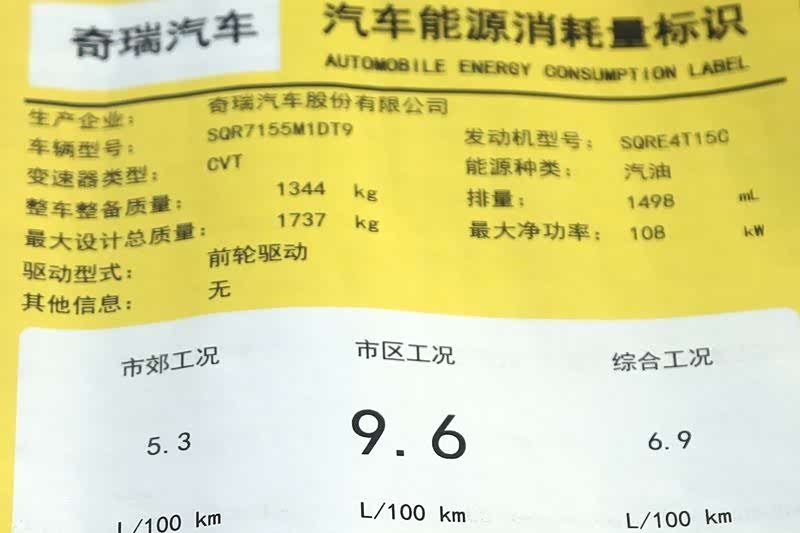 奇瑞汽车
汽车能源消耗量标识
AUTOMOBILE ENERGY CONSUMPTION LABEL
生产企业: 奇瑞汽车股份有限公司
车辆型号: SQR7155M1DT9
发动机型号: SQRE4T15C
变速器类型: CVT
能源种类: 汽油
整车整备质量: 1344 kg
排量: 1498 mL
最大设计总质量: 1737 kg
最大净功率: 108 kW
驱动型式: 前轮驱动
其他信息: 无
市郊工况 市区工况 综合工况
5.3 9.6 6.9
L/100 km L/100 km L/100 km